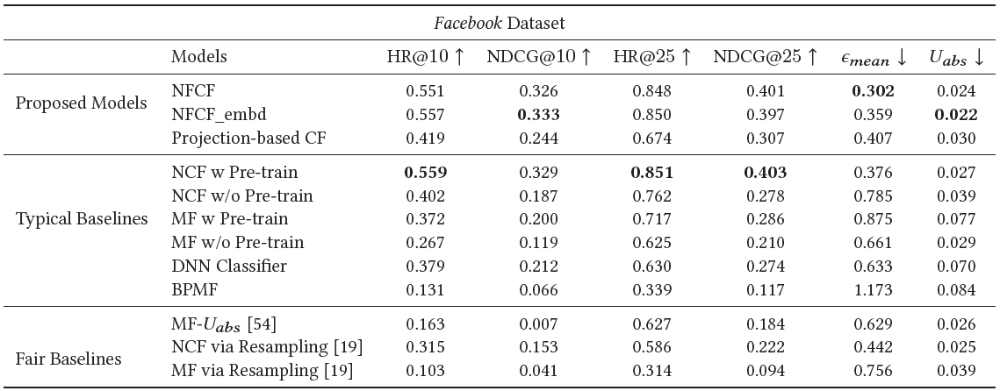 Facebook Dataset
Models HR@10 ↑ NDCG@10 ↑ HR@25 ↑ NDCG@25 ↑ ϵmean ↓ Uabs ↓
Proposed Models
NFCF 0.551 0.326 0.848 0.401 0.302 0.024
NFCF_embd 0.557 0.333 0.850 0.397 0.359 0.022
Projection-based CF 0.419 0.244 0.674 0.307 0.407 0.030
Typical Baselines
NCF w Pre-train 0.559 0.329 0.851 0.403 0.376 0.027
NCF w/o Pre-train 0.402 0.187 0.762 0.278 0.785 0.039
MF w Pre-train 0.372 0.200 0.717 0.286 0.875 0.077
MF w/o Pre-train 0.267 0.119 0.625 0.210 0.661 0.029
DNN Classifier 0.379 0.212 0.630 0.274 0.633 0.070
BPMF 0.131 0.066 0.339 0.117 1.173 0.084
Fair Baselines
MF-Uabs [54] 0.163 0.007 0.627 0.184 0.629 0.026
NCF via Resampling [19] 0.315 0.153 0.586 0.222 0.442 0.025
MF via Resampling [19] 0.103 0.041 0.314 0.094 0.756 0.039